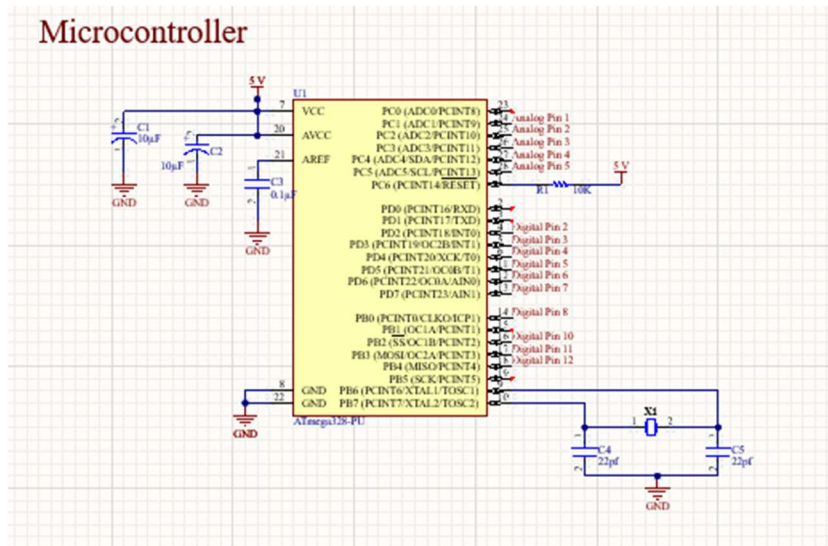 Microcontroller
5 V
U1
7 VCC
20 AVCC
21 AREF
8 GND
22 GND
C1
10µF
C2
10µF
C3
0.1µF
GND
GND
GND
GND
PC0 (ADC0/PCINT8) 23
PC1 (ADC1/PCINT9) Analog Pin 1
PC2 (ADC2/PCINT10) Analog Pin 2
PC3 (ADC3/PCINT11) Analog Pin 3
PC4 (ADC4/SDA/PCINT12) Analog Pin 4
PC5 (ADC5/SCL/PCINT13) Analog Pin 5
PC6 (PCINT14/RESET)
R1 10K
5 V
PD0 (PCINT16/RXD)
PD1 (PCINT17/TXD)
PD2 (PCINT18/INT0) Digital Pin 2
PD3 (PCINT19/OC2B/INT1) Digital Pin 3
PD4 (PCINT20/XCK/T0) Digital Pin 4
PD5 (PCINT21/OC0B/T1) Digital Pin 5
PD6 (PCINT22/OC0A/AIN0) Digital Pin 6
PD7 (PCINT23/AIN1) Digital Pin 7
PB0 (PCINT0/CLKO/ICP1) 14 Digital Pin 8
PB1 (OC1A/PCINT1)
PB2 (SS/OC1B/PCINT2) Digital Pin 10
PB3 (MOSI/OC2A/PCINT3) Digital Pin 11
PB4 (MISO/PCINT4) Digital Pin 12
PB5 (SCK/PCINT5)
PB6 (PCINT6/XTAL1/TOSC1)
PB7 (PCINT7/XTAL2/TOSC2) 10
ATmega328-PU
X1
1 2
C4
22pf
C5
22pf
GND